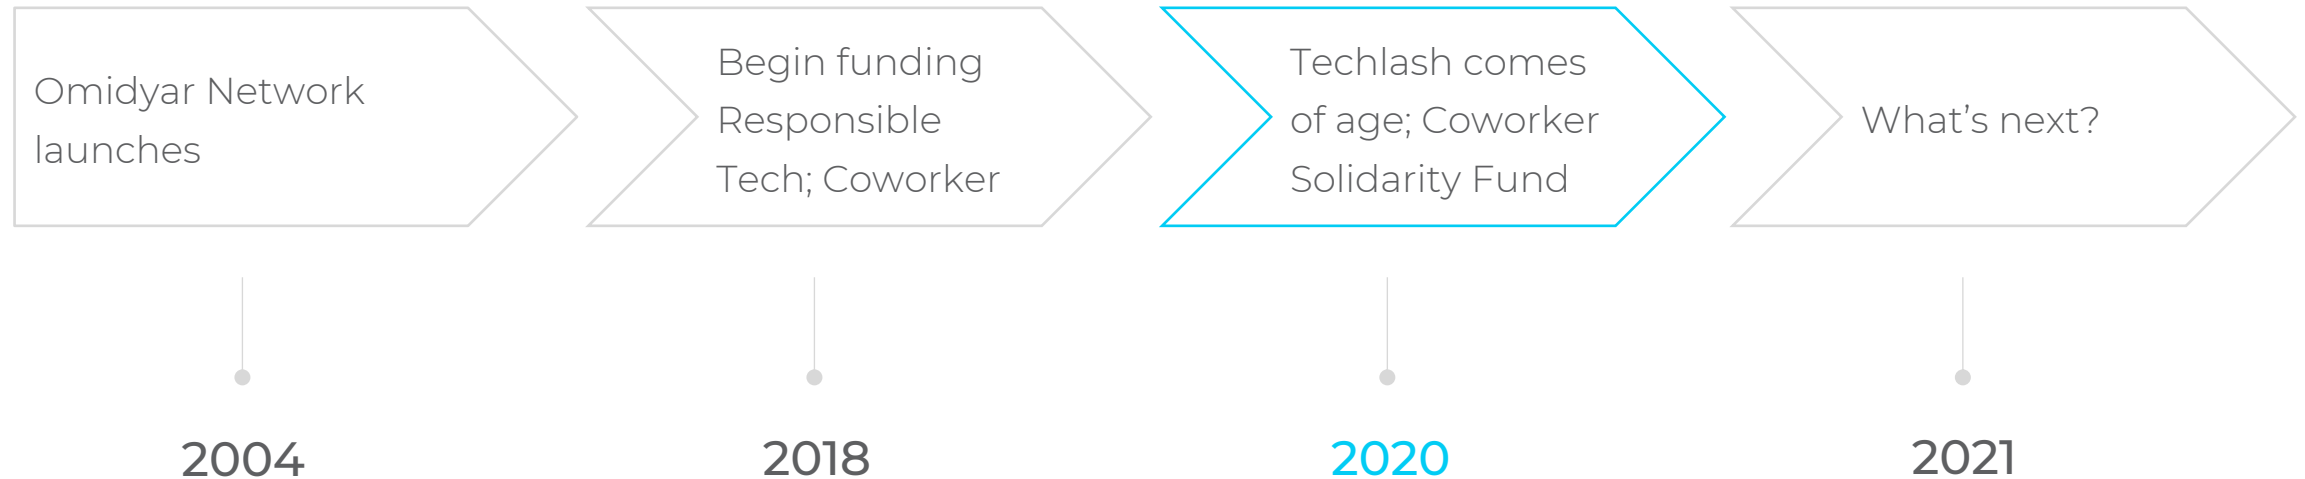 Omidyar Network
launches
Begin funding
Responsible
Tech; Coworker
Techlash comes
of age; Coworker
Solidarity Fund
What’s next?
2004
2018
2020
2021